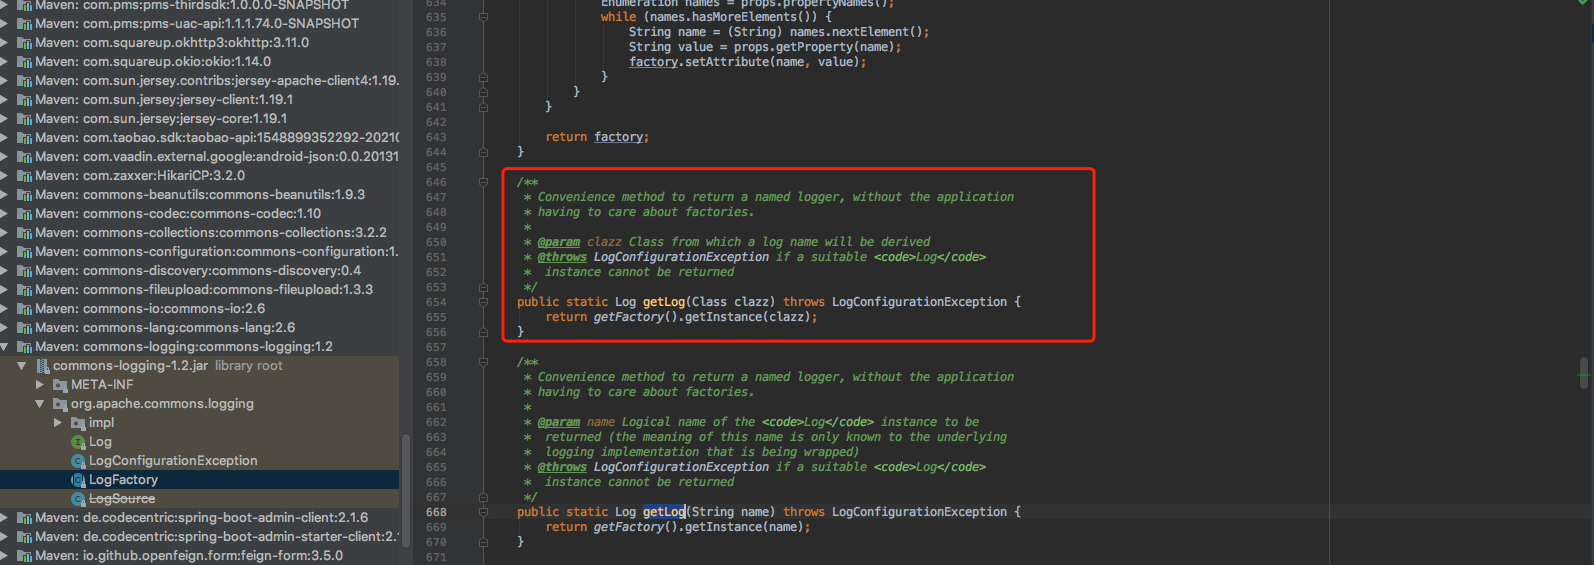 Maven: com.pms:pms-thirdsdk:1.0.0.0-SNAPSHOT
Maven: com.pms:pms-uac-api:1.1.1.74.0-SNAPSHOT
Maven: com.squareup.okhttp3:okhttp:3.11.0
Maven: com.squareup.okio:okio:1.14.0
Maven: com.sun.jersey.contribs:jersey-apache-client4:1.19.
Maven: com.sun.jersey:jersey-client:1.19.1
Maven: com.sun.jersey:jersey-core:1.19.1
Maven: com.taobao.sdk:taobao-api:1548899352292-20210
Maven: com.vaadin.external.google:android-json:0.0.20131
Maven: com.zaxxer:HikariCP:3.2.0
Maven: commons-beanutils:commons-beanutils:1.9.3
Maven: commons-codec:commons-codec:1.10
Maven: commons-collections:commons-collections:3.2.2
Maven: commons-configuration:commons-configuration:1.
Maven: commons-discovery:commons-discovery:0.4
Maven: commons-fileupload:commons-fileupload:1.3.3
Maven: commons-io:commons-io:2.6
Maven: commons-lang:commons-lang:2.6
Maven: commons-logging:commons-logging:1.2
commons-logging-1.2.jar library root
META-INF
org.apache.commons.logging
impl
Log
LogConfigurationException
LogFactory
LogSource
Maven: de.codecentric:spring-boot-admin-client:2.1.6
Maven: de.codecentric:spring-boot-admin-starter-client:2.
Maven: io.github.openfeign.form:feign-form:3.5.0
634 Enumeration names = props.propertyNames();
635 while (names.hasMoreElements()) {
636 String name = (String) names.nextElement();
637 String value = props.getProperty(name);
638 factory.setAttribute(name, value);
639 }
640 }
641 }
642
643 return factory;
644 }
645
646 /**
647 * Convenience method to return a named logger, without the application
648 * having to care about factories.
649 *
650 * @param clazz Class from which a log name will be derived
651 * @throws LogConfigurationException if a suitable <code>Log</code>
652 * instance cannot be returned
653 */
654 public static Log getLog(Class clazz) throws LogConfigurationException {
655 return getFactory().getInstance(clazz);
656 }
657
658 /**
659 * Convenience method to return a named logger, without the application
660 * having to care about factories.
661 *
662 * @param name Logical name of the <code>Log</code> instance to be
663 * returned (the meaning of this name is only known to the underlying
664 * logging implementation that is being wrapped)
665 * @throws LogConfigurationException if a suitable <code>Log</code>
666 * instance cannot be returned
667 */
668 public static Log getLog(String name) throws LogConfigurationException {
669 return getFactory().getInstance(name);
670 }
671